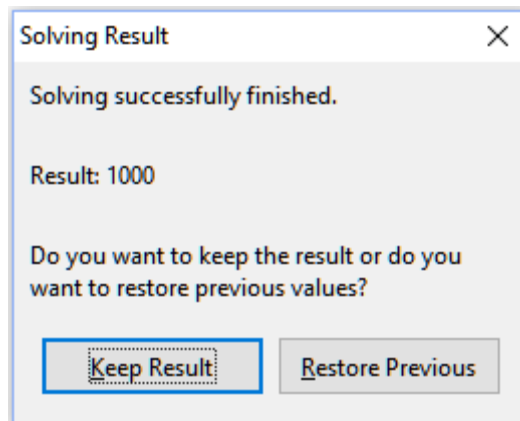 Solving Result
Solving successfully finished.
Result: 1000
Do you want to keep the result or do you
want to restore previous values?
Keep Result
Restore Previous